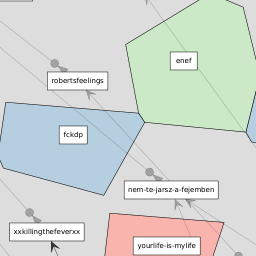 enef
robertsfeelings
fckdp
nem-te-jarsz-a-fejemben
xxkillingthefeverxx
yourlife-is-mylife